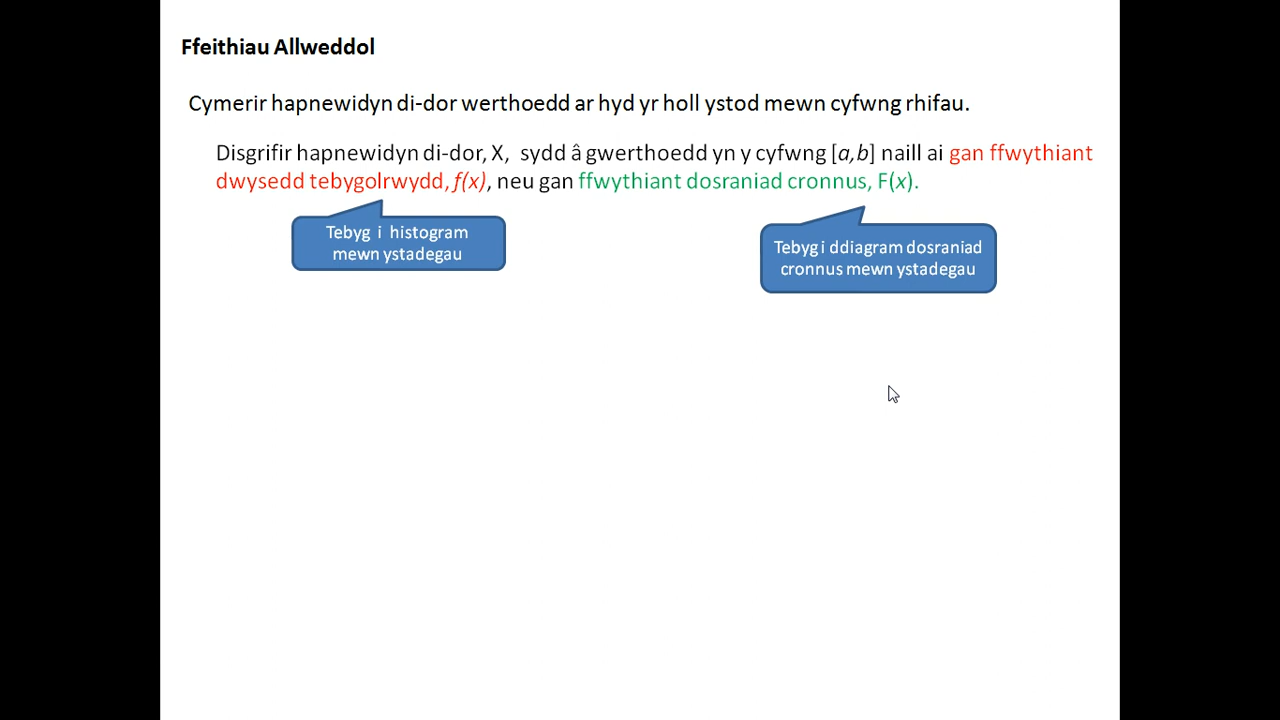 Ffeithiau Allweddol
Cymerir hapnewidyn di-dor werthoedd ar hyd yr holl ystod mewn cyfwng rhifau.
Disgrifir hapnewidyn di-dor, X, sydd â gwerthoedd yn y cyfwng [a,b] naill ai gan ffwythiant
dwysedd tebygolrwydd, f(x), neu gan ffwythiant dosraniad cronnus, F(x).
Tebyg i histogram
mewn ystadegau
Tebyg i ddiagram dosraniad
cronnus mewn ystadegau